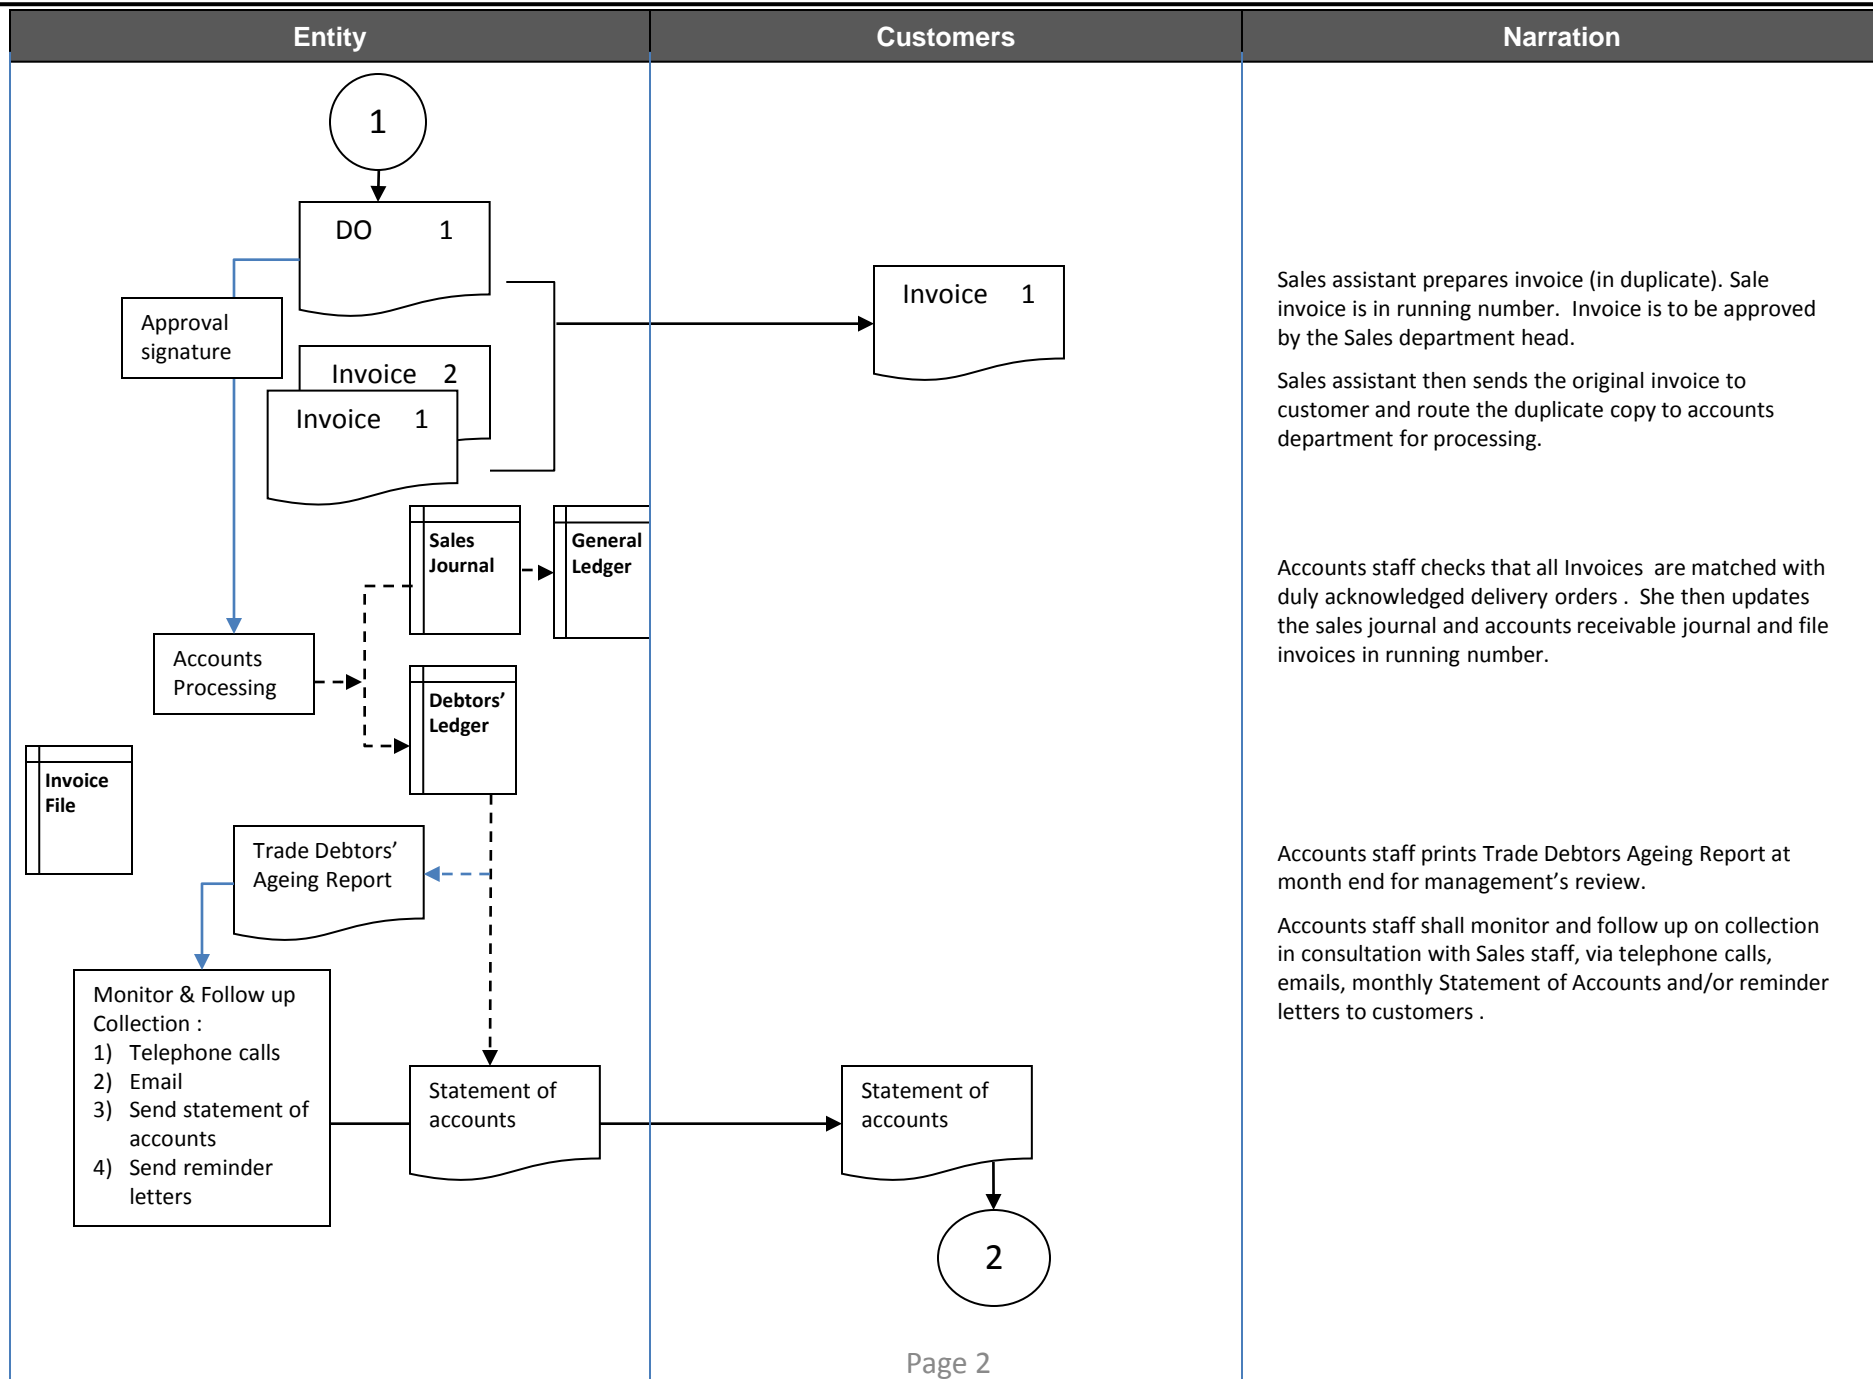 Entity
Customers
Narration
1
DO 1
Approval
signature
Invoice 2
Invoice 1
Invoice 1
Sales assistant prepares invoice (in duplicate). Sale
invoice is in running number. Invoice is to be approved
by the Sales department head.
Sales assistant then sends the original invoice to
customer and route the duplicate copy to accounts
department for processing.
Sales
Journal
General
Ledger
Accounts staff checks that all Invoices are matched with
duly acknowledged delivery orders . She then updates
the sales journal and accounts receivable journal and file
invoices in running number.
Accounts
Processing
Debtors’
Ledger
Invoice
File
Trade Debtors’
Ageing Report
Accounts staff prints Trade Debtors Ageing Report at
month end for management’s review.
Accounts staff shall monitor and follow up on collection
in consultation with Sales staff, via telephone calls,
emails, monthly Statement of Accounts and/or reminder
letters to customers .
Monitor & Follow up
Collection :
1) Telephone calls
2) Email
3) Send statement of
accounts
4) Send reminder
letters
Statement of
accounts
Statement of
accounts
2
Page 2